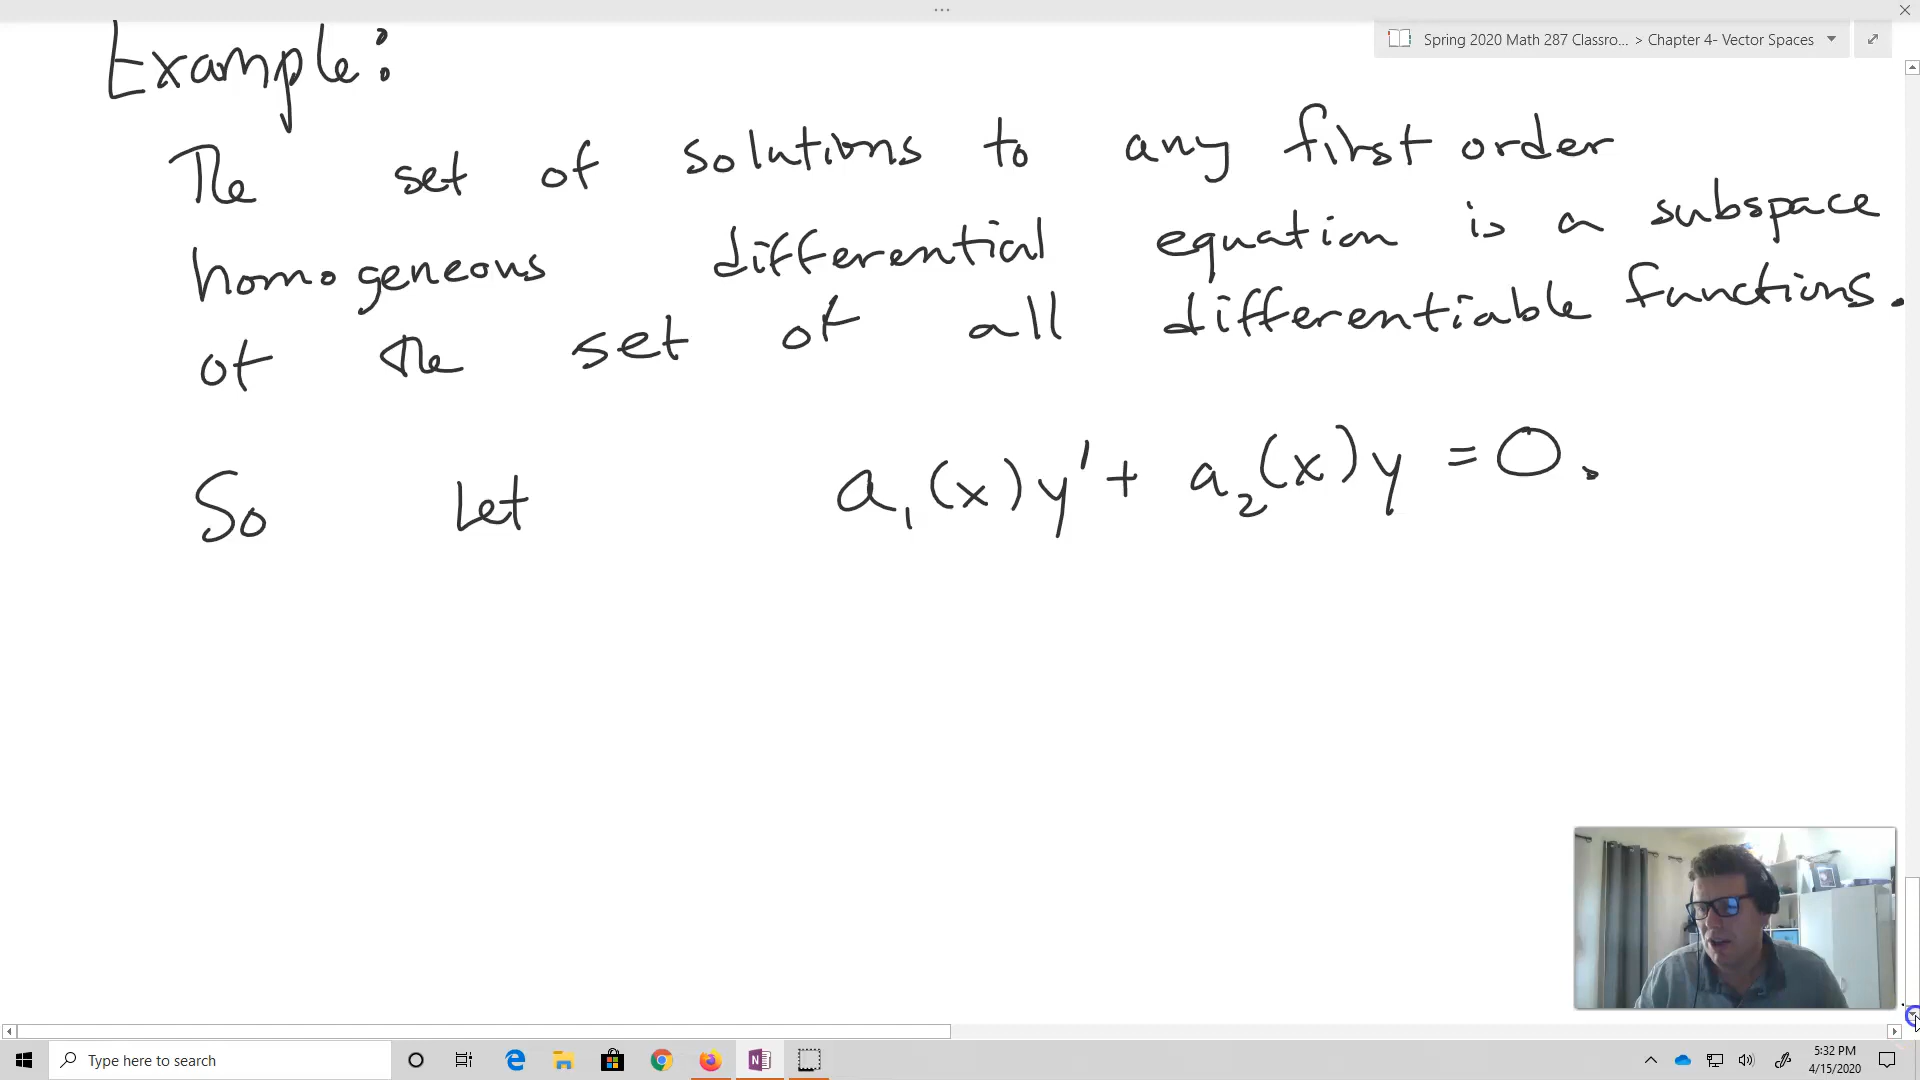 Spring 2020 Math 287 Classro... > Chapter 4- Vector Spaces
Example:
The set of solutions to any first order
homogeneous differential equation is a subspace
of the set of all differentiable functions.
So Let a₁(x)y' + a₂(x)y = 0.
Type here to search
5:32 PM
4/15/2020